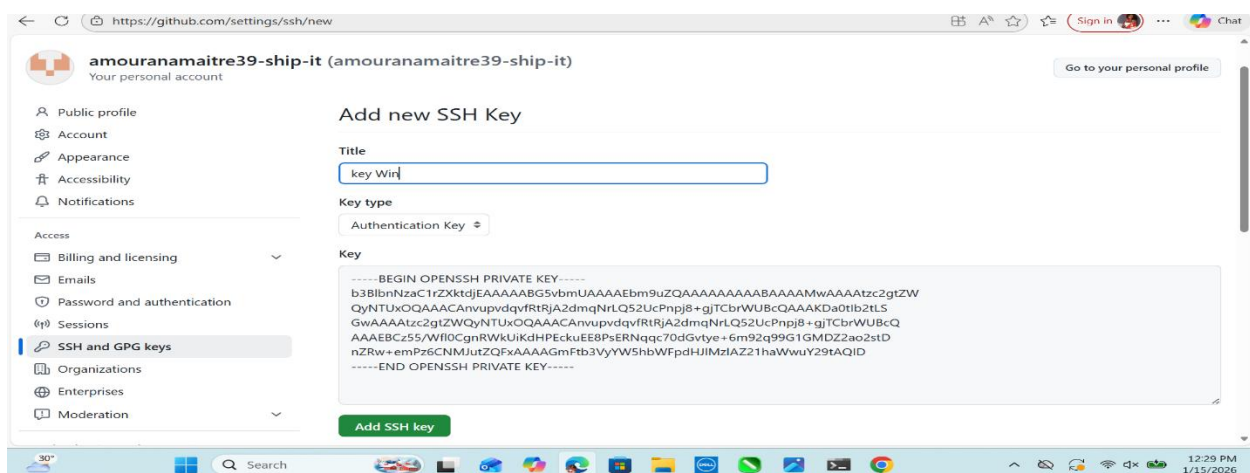 https://github.com/settings/ssh/new
Sign in
Chat
amouranamaitre39-ship-it (amouranamaitre39-ship-it)
Your personal account
Go to your personal profile
Public profile
Account
Appearance
Accessibility
Notifications
Access
Billing and licensing
Emails
Password and authentication
Sessions
SSH and GPG keys
Organizations
Enterprises
Moderation
Add new SSH Key
Title
key Win
Key type
Authentication Key
Key
-----BEGIN OPENSSH PRIVATE KEY-----
-----END OPENSSH PRIVATE KEY-----
Add SSH key
30°
Search
DELL
12:29 PM
1/15/2026